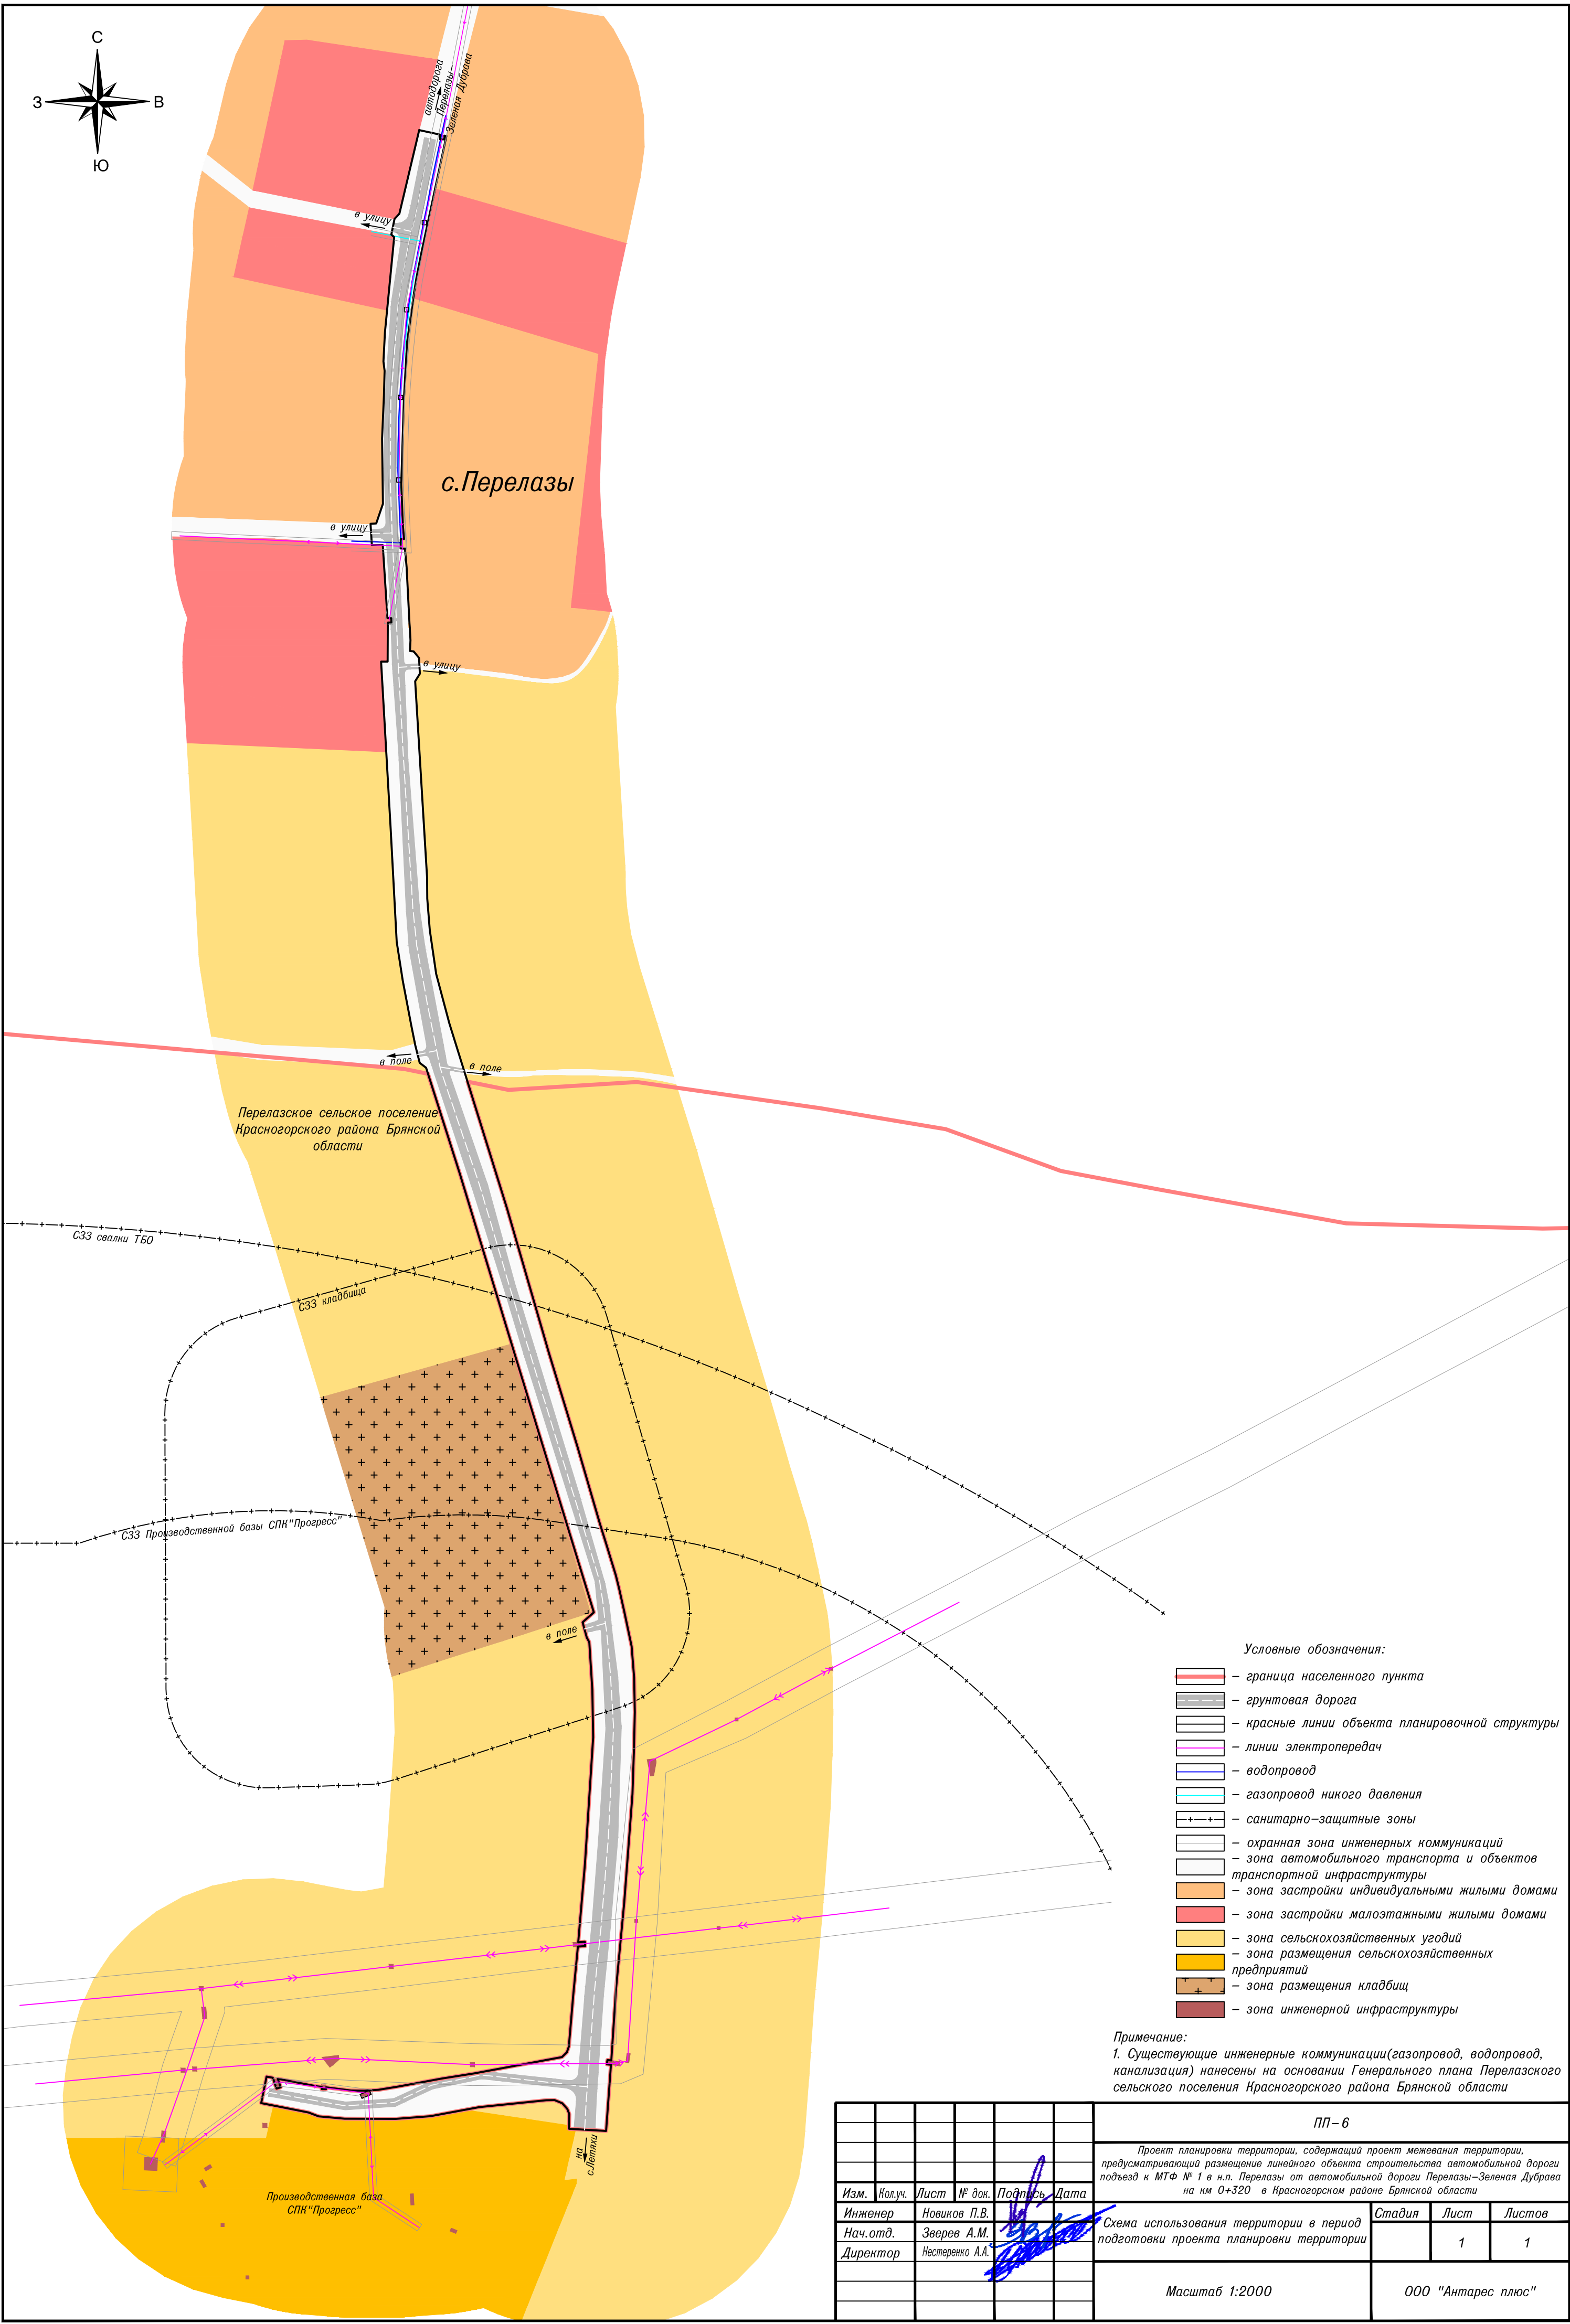 С
З
В
Ю
автодорога
Перелазы-
Зеленая Дубрава
в улицу
с.Перелазы
в улицу
в улицу
в поле
в поле
Перелазское сельское поселение
Красногорского района Брянской
области
СЗЗ свалки ТБО
СЗЗ кладбища
СЗЗ Производственной базы СПК"Прогресс"
в поле
на
с.Летяхи
Производственная база
СПК"Прогресс"
Условные обозначения:
- граница населенного пункта
- грунтовая дорога
- красные линии объекта планировочной структуры
- линии электропередач
- водопровод
- газопровод никого давления
- санитарно-защитные зоны
- охранная зона инженерных коммуникаций
- зона автомобильного транспорта и объектов
транспортной инфраструктуры
- зона застройки индивидуальными жилыми домами
- зона застройки малоэтажными жилыми домами
- зона сельскохозяйственных угодий
- зона размещения сельскохозяйственных
предприятий
- зона размещения кладбищ
- зона инженерной инфраструктуры
Примечание:
1. Существующие инженерные коммуникации(газопровод, водопровод,
канализация) нанесены на основании Генерального плана Перелазского
сельского поселения Красногорского района Брянской области
ПП-6
Проект планировки территории, содержащий проект межевания территории,
предусматривающий размещение линейного объекта строительства автомобильной дороги
подъезд к МТФ № 1 в н.п. Перелазы от автомобильной дороги Перелазы-Зеленая Дубрава
на км 0+320 в Красногорском районе Брянской области
Изм. Кол.уч. Лист № док. Подпись Дата
Инженер Новиков П.В.
Нач.отд. Зверев А.М.
Директор Нестеренко А.А.
Схема использования территории в период
подготовки проекта планировки территории
Стадия Лист Листов
1 1
Масштаб 1:2000
ООО "Антарес плюс"